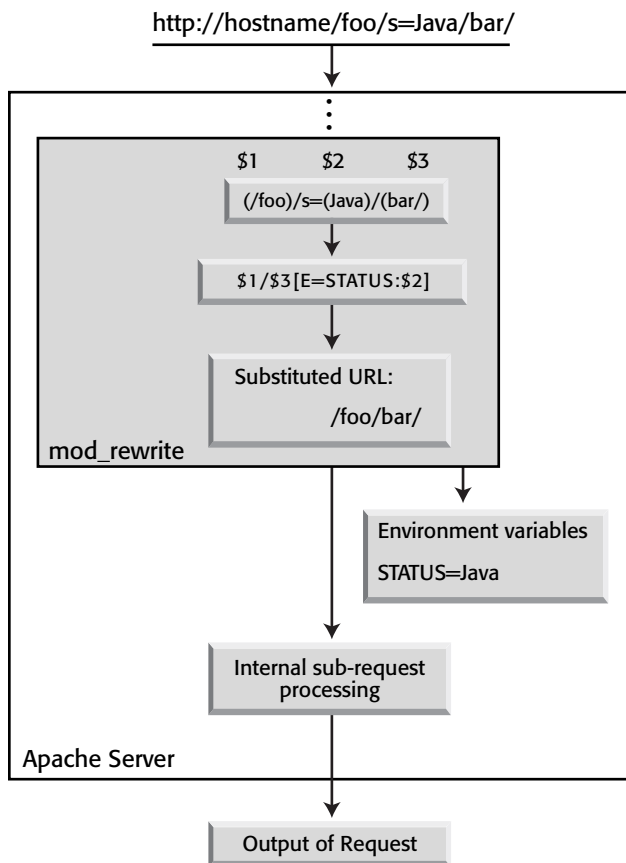 http://hostname/foo/s=Java/bar/
$1 $2 $3
(/foo)/s=(Java)/(bar/)
$1/$3[E=STATUS:$2]
Substituted URL:
/foo/bar/
mod_rewrite
Environment variables
STATUS=Java
Internal sub-request
processing
Apache Server
Output of Request